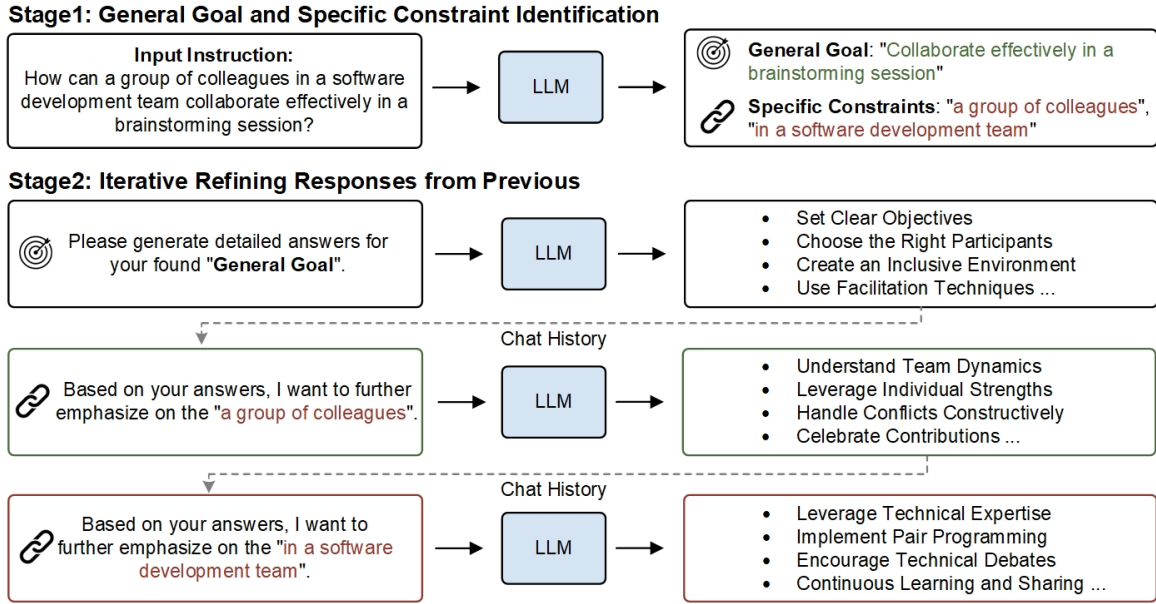 Stage1: General Goal and Specific Constraint Identification
Input Instruction:
How can a group of colleagues in a software
development team collaborate effectively in a
brainstorming session?
LLM
General Goal: "Collaborate effectively in a
brainstorming session"
Specific Constraints: "a group of colleagues",
"in a software development team"
Stage2: Iterative Refining Responses from Previous
Please generate detailed answers for
your found "General Goal".
LLM
• Set Clear Objectives
• Choose the Right Participants
• Create an Inclusive Environment
• Use Facilitation Techniques ...
Chat History
Based on your answers, I want to further
emphasize on the "a group of colleagues".
LLM
• Understand Team Dynamics
• Leverage Individual Strengths
• Handle Conflicts Constructively
• Celebrate Contributions ...
Chat History
Based on your answers, I want to
further emphasize on the "in a software
development team".
LLM
• Leverage Technical Expertise
• Implement Pair Programming
• Encourage Technical Debates
• Continuous Learning and Sharing ...